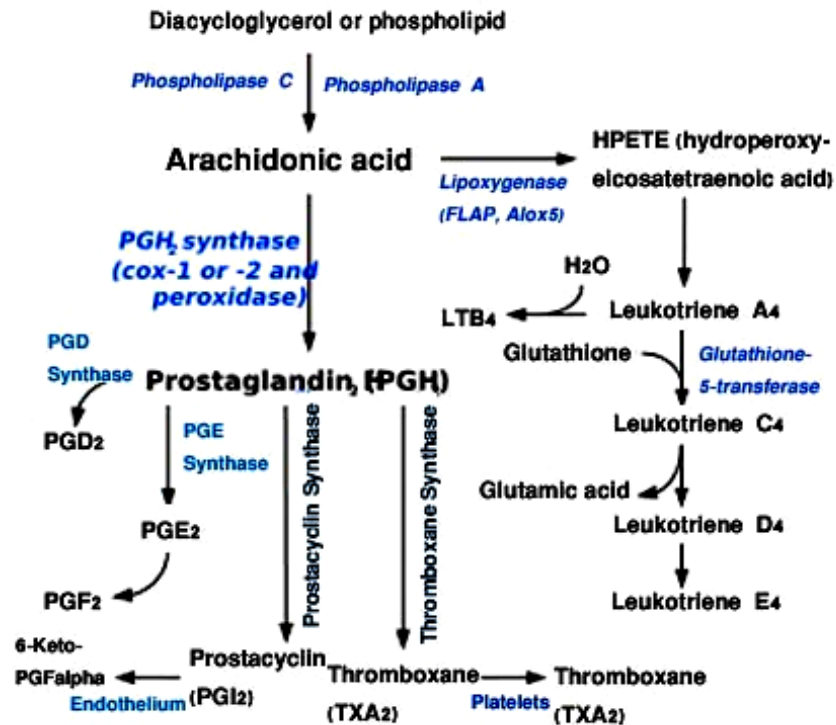 Diacycloglycerol or phospholipid
Phospholipase C
Phospholipase A
Arachidonic acid
HPETE (hydroperoxy-
eicosatetraenoic acid)
Lipoxygenase
(FLAP, Alox5)
PGH2 synthase
(cox-1 or -2 and
peroxidase)
H2O
LTB4
Leukotriene A4
Glutathione
Glutathione-
5-transferase
PGD
Synthase
Prostaglandin2
PGD2
PGE
Synthase
Prostacyclin Synthase
Thromboxane Synthase
Leukotriene C4
Glutamic acid
PGE2
Leukotriene D4
PGF2
Leukotriene E4
6-Keto-
PGFalpha
Endothelium
Prostacyclin
(PGI2)
Thromboxane
(TXA2)
Platelets
Thromboxane
(TXA2)